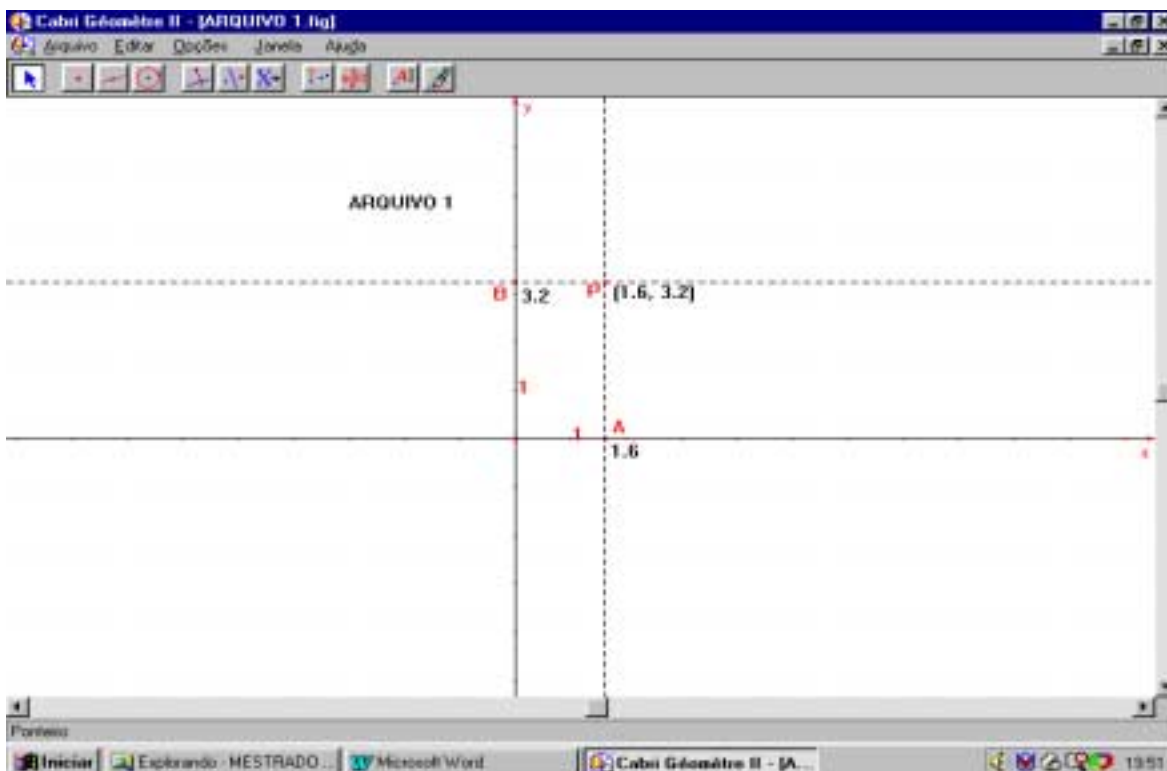 Cabri Géomètre II - [ARQUIVO 1.fig]
Arquivo Editar Opções Janela Ajuda
y
ARQUIVO 1
B 3.2 P (1.6, 3.2)
1
1 A
1.6
x
Ponteiro
Iniciar Explorando - MESTRADO... Microsoft Word Cabri Géomètre II - [A... 19:51